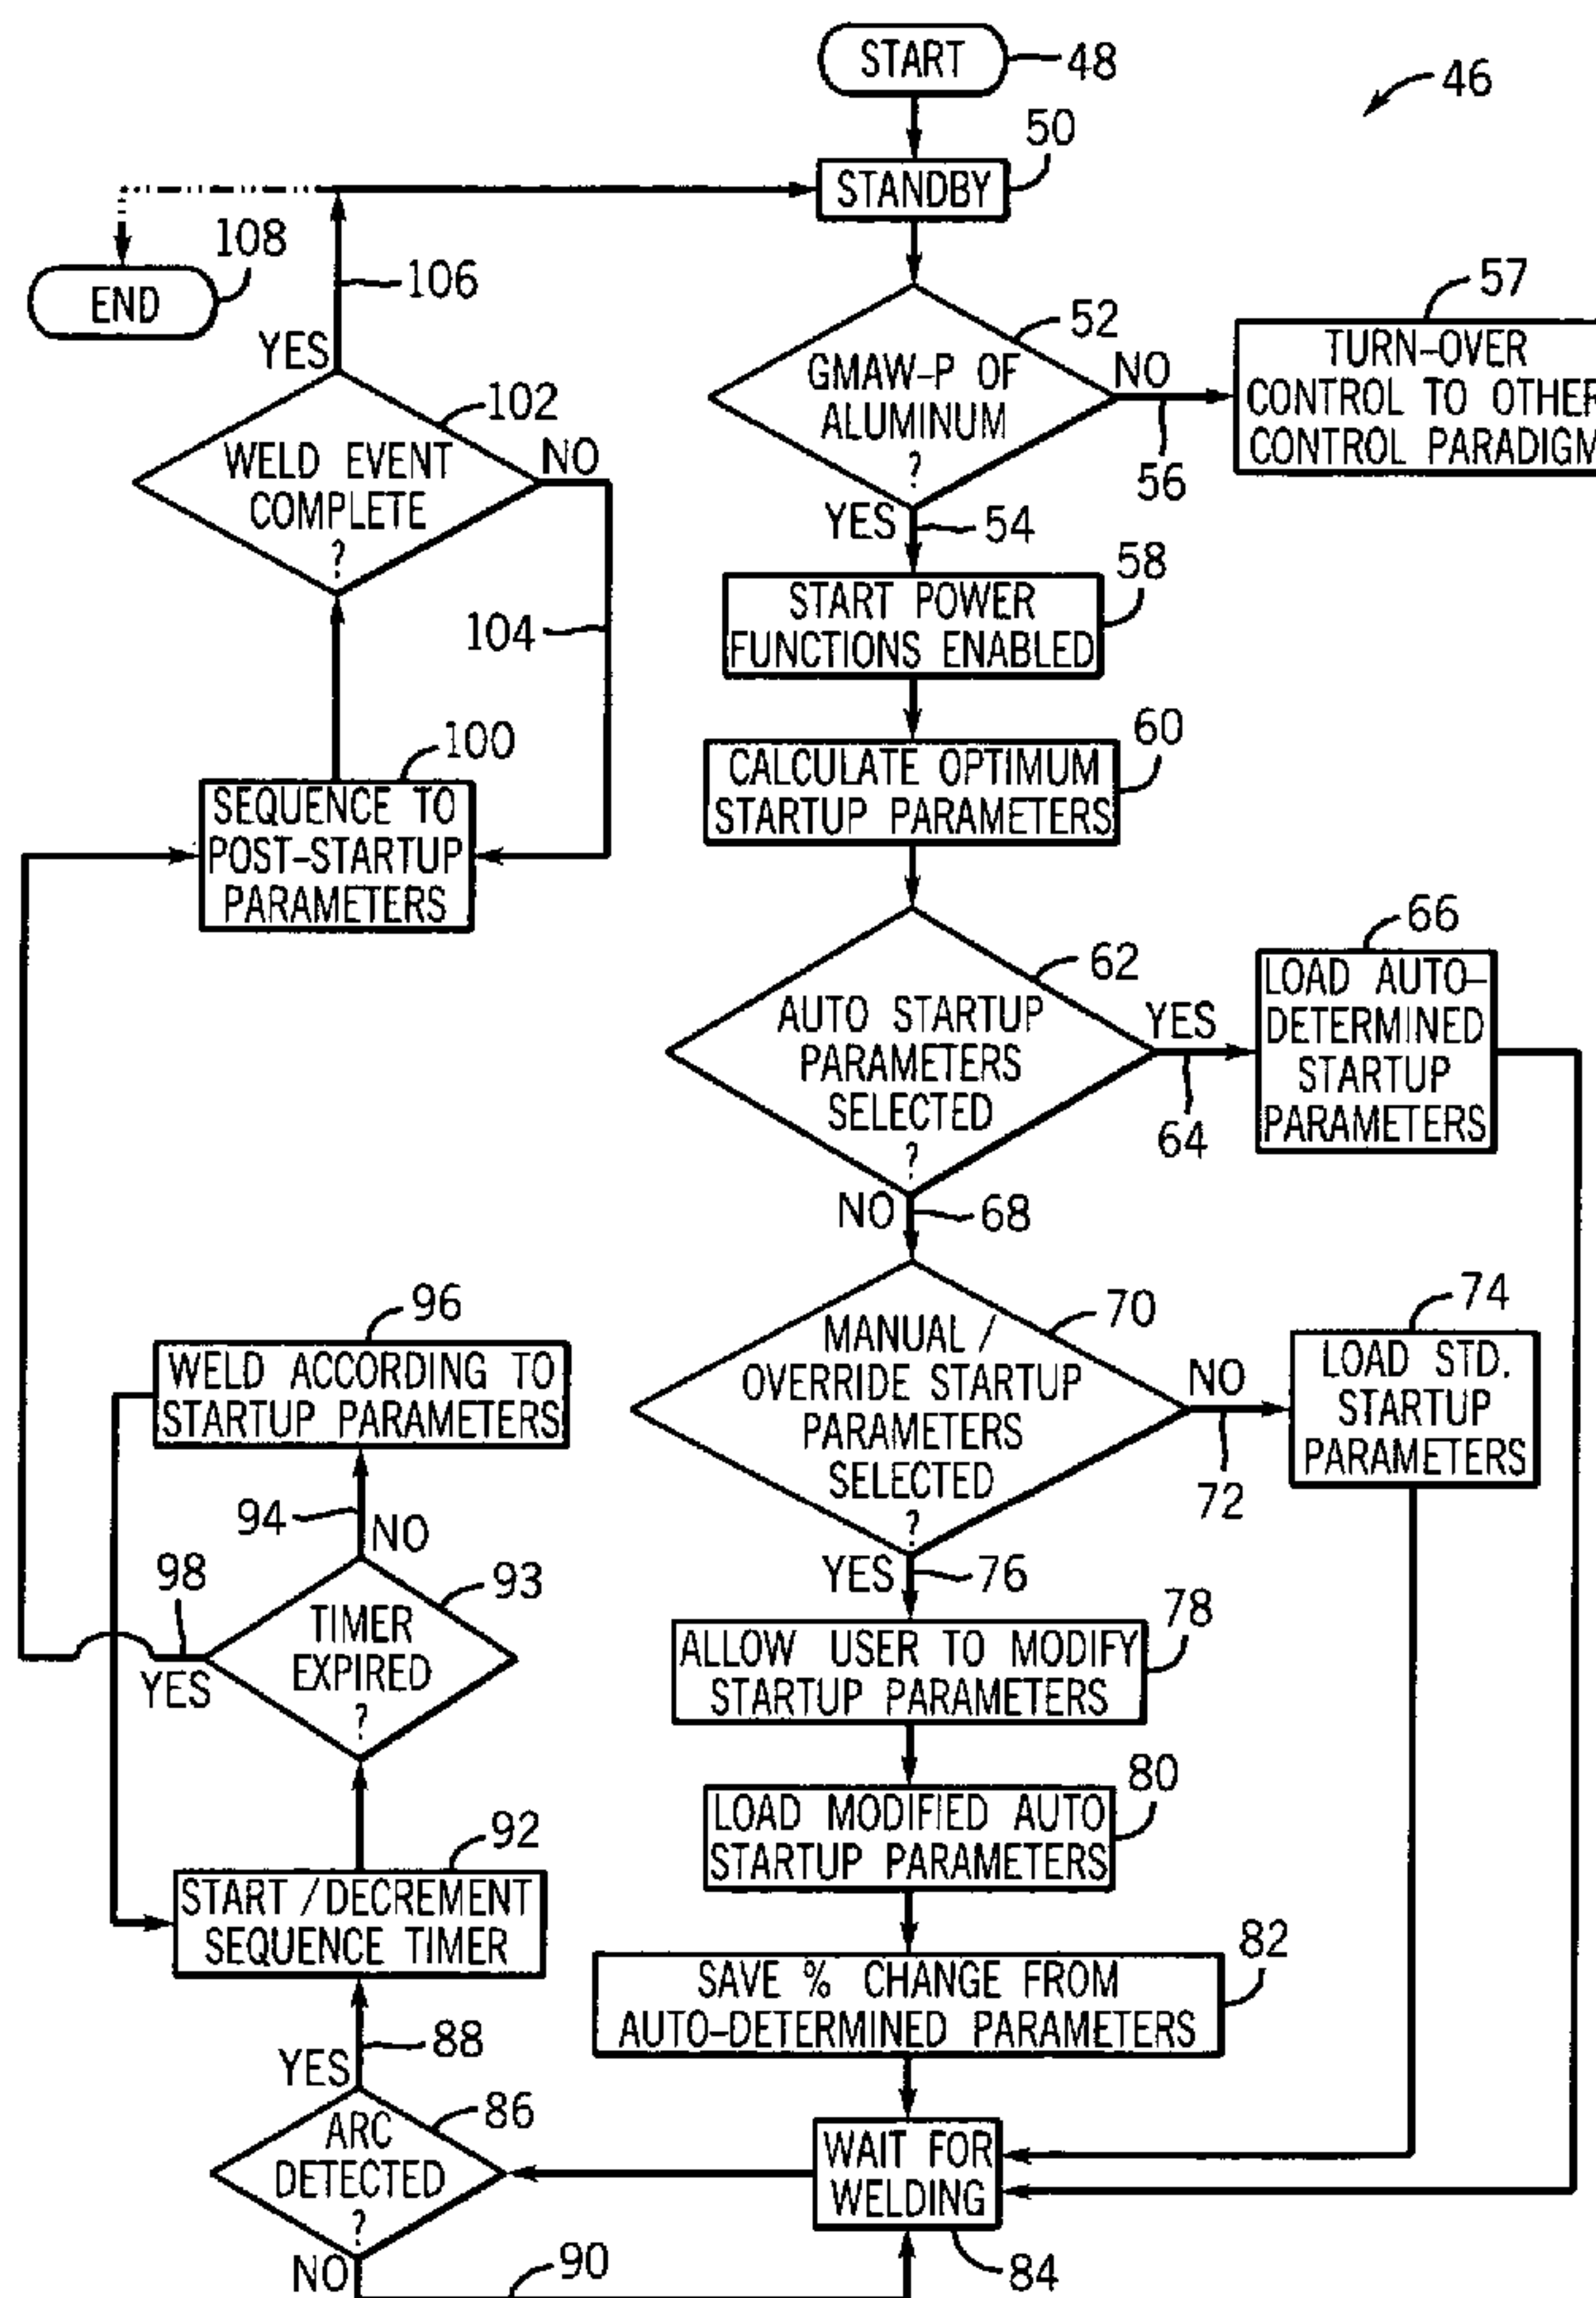 START
48
46
50
STANDBY
108
END
106
YES
52
GMAW-P OF
ALUMINUM
?
NO
56
57
TURN-OVER
CONTROL TO OTHER
CONTROL PARADIGM
YES
54
102
WELD EVENT
COMPLETE
?
NO
104
58
START POWER
FUNCTIONS ENABLED
60
CALCULATE OPTIMUM
STARTUP PARAMETERS
100
SEQUENCE TO
POST-STARTUP
PARAMETERS
62
AUTO STARTUP
PARAMETERS
SELECTED
?
YES
64
66
LOAD AUTO-
DETERMINED
STARTUP
PARAMETERS
NO
68
70
MANUAL /
OVERRIDE STARTUP
PARAMETERS
SELECTED
?
NO
72
74
LOAD STD.
STARTUP
PARAMETERS
YES
76
96
WELD ACCORDING TO
STARTUP PARAMETERS
94
NO
98
YES
93
TIMER
EXPIRED
?
78
ALLOW USER TO MODIFY
STARTUP PARAMETERS
80
LOAD MODIFIED AUTO
STARTUP PARAMETERS
92
START / DECREMENT
SEQUENCE TIMER
82
SAVE % CHANGE FROM
AUTO-DETERMINED PARAMETERS
88
YES
86
ARC
DETECTED
?
NO
90
WAIT FOR
WELDING
84